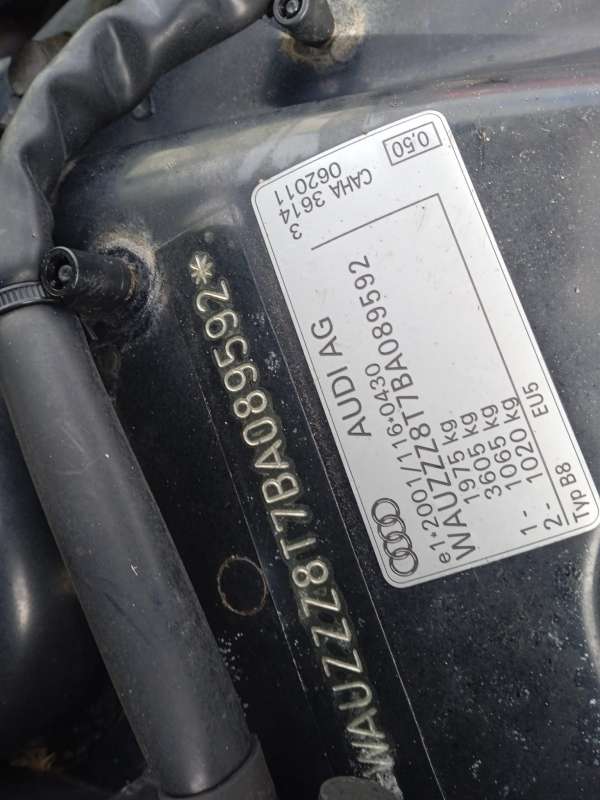 AUDI AG
e1*2001/116*0430
WAUZZZ8T7BA089592
1975 kg
3605 kg
1- 1065 kg
2- 1020 kg
TYP B8 EU5
3
CAHA 3614
062011
0,50
WAUZZZ8T7BA089592*